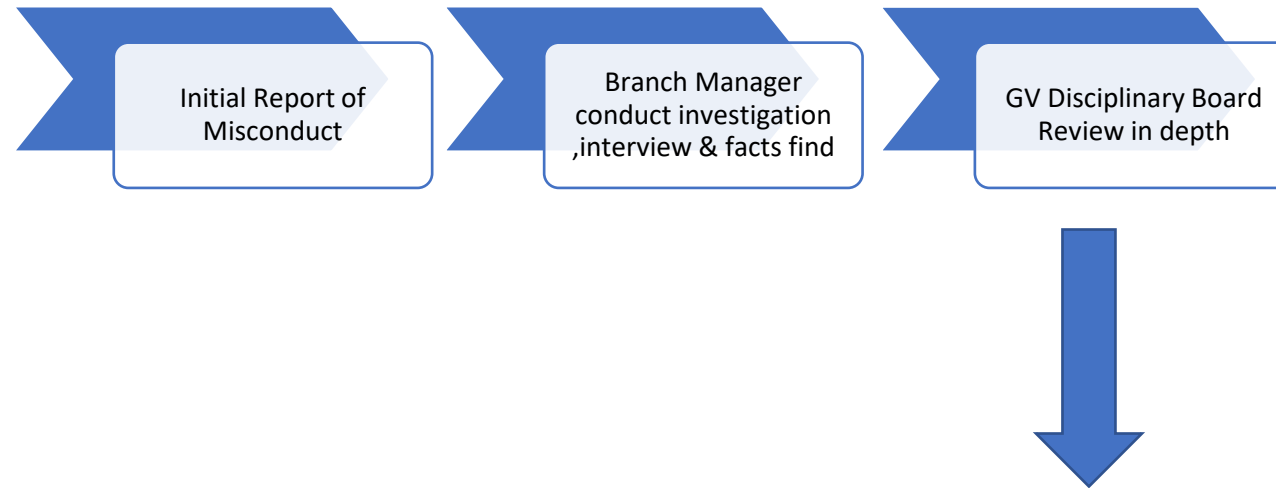 Initial Report of
Misconduct
Branch Manager
conduct investigation
,interview & facts find
GV Disciplinary Board
Review in depth